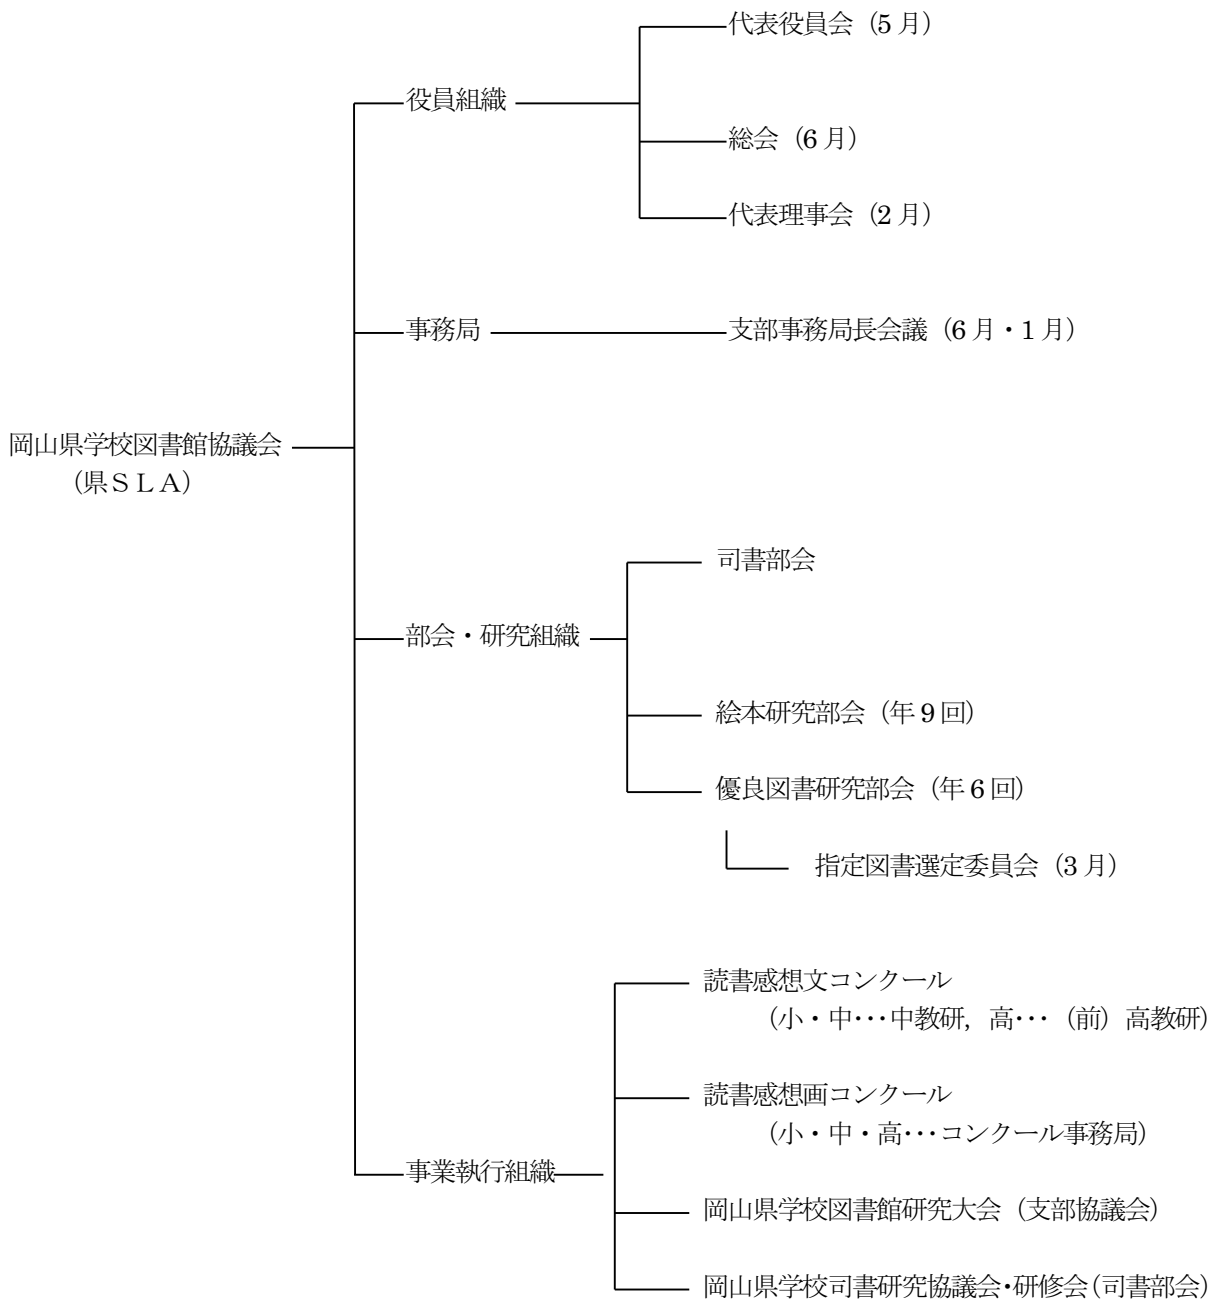 代表役員会（5 月）
役員組織
総会（6 月）
代表理事会（2 月）
事務局
支部事務局長会議（6 月・1 月）
岡山県学校図書館協議会
（県ＳＬＡ）
司書部会
部会・研究組織
絵本研究部会（年 9 回）
優良図書研究部会（年 6 回）
指定図書選定委員会（3 月）
読書感想文コンクール
（小・中･･･中教研，高･･･（前）高教研）
読書感想画コンクール
（小・中・高･･･コンクール事務局）
事業執行組織
岡山県学校図書館研究大会（支部協議会）
岡山県学校司書研究協議会･研修会（司書部会）